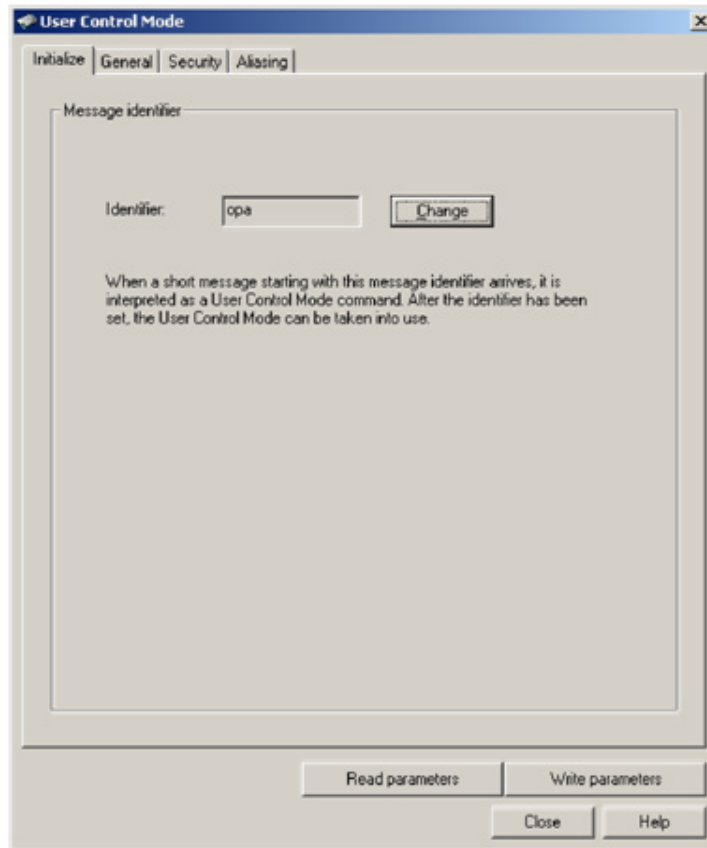 User Control Mode
Initialize General Security Aliasing
Message identifier
Identifier: opa Change
When a short message starting with this message identifier arrives, it is
interpreted as a User Control Mode command. After the identifier has been
set, the User Control Mode can be taken into use.
Read parameters Write parameters
Close Help